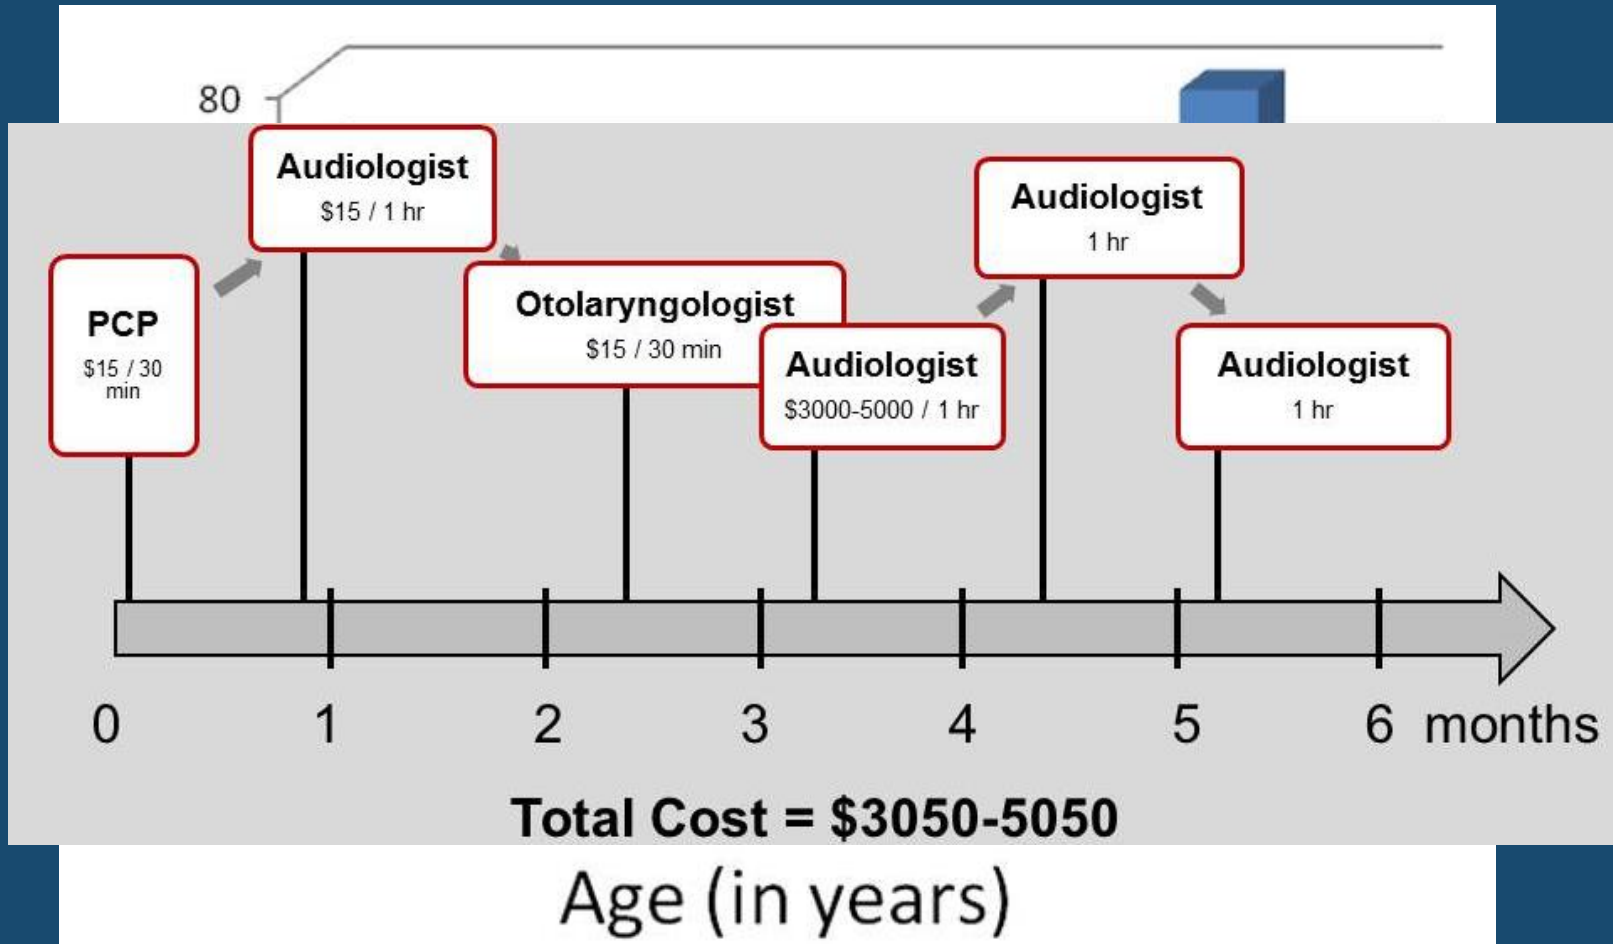 80
Audiologist
$15 / 1 hr
Audiologist
1 hr
PCP
$15 / 30
min
Otolaryngologist
$15 / 30 min
Audiologist
$3000-5000 / 1 hr
Audiologist
1 hr
0 1 2 3 4 5 6 months
Total Cost = $3050-5050
Age (in years)